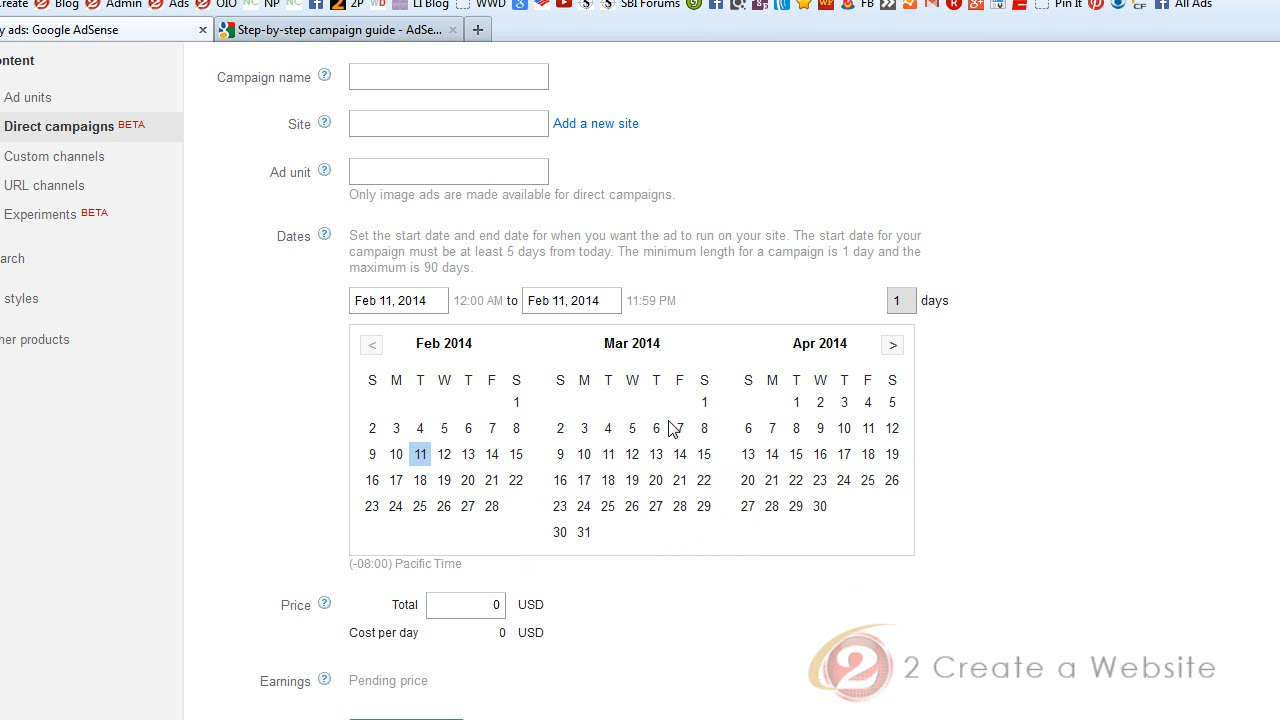 Create Blog Admin Ads OIO NP 2P LI Blog WWD SBI Forums FB Pin It All Ads
y ads: Google AdSense × Step-by-step campaign guide - AdSe... × +
ontent
Ad units
Direct campaigns BETA
Custom channels
URL channels
Experiments BETA
arch
styles
ner products
Campaign name ?
Site ? Add a new site
Ad unit ?
Only image ads are made available for direct campaigns.
Dates ? Set the start date and end date for when you want the ad to run on your site. The start date for your
campaign must be at least 5 days from today. The minimum length for a campaign is 1 day and the
maximum is 90 days.
Feb 11, 2014 12:00 AM to Feb 11, 2014 11:59 PM 1 days
< Feb 2014 Mar 2014 Apr 2014 >
S M T W T F S S M T W T F S S M T W T F S
1 1 1 2 3 4 5
2 3 4 5 6 7 8 2 3 4 5 6 7 8 6 7 8 9 10 11 12
9 10 11 12 13 14 15 9 10 11 12 13 14 15 13 14 15 16 17 18 19
16 17 18 19 20 21 22 16 17 18 19 20 21 22 20 21 22 23 24 25 26
23 24 25 26 27 28 23 24 25 26 27 28 29 27 28 29 30
30 31
(-08:00) Pacific Time
Price ? Total 0 USD
Cost per day 0 USD
2 2 Create a Website
Earnings ? Pending price